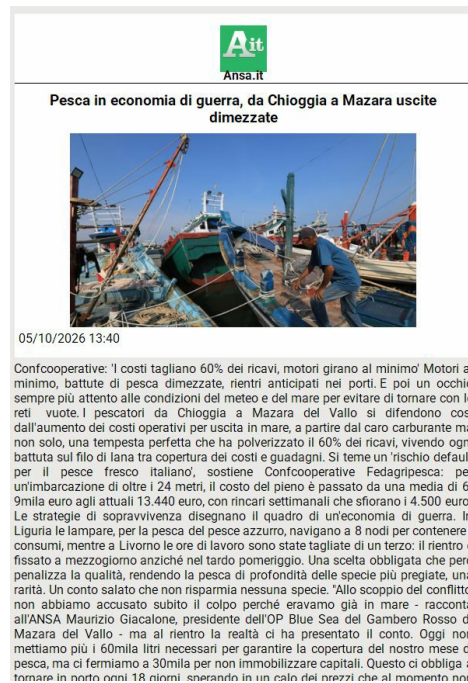 Ait
Ansa.it
Pesca in economia di guerra, da Chioggia a Mazara uscite
dimezzate
05/10/2026 13:40
Confcooperative: 'I costi tagliano 60% dei ricavi, motori girano al minimo' Motori a
minimo, battute di pesca dimezzate, rientri anticipati nei porti. E poi un occhio
sempre più attento alle condizioni del meteo e del mare per evitare di tornare con le
reti vuote. I pescatori da Chioggia a Mazara del Vallo si difendono così
dall'aumento dei costi operativi per uscita in mare, a partire dal caro carburante ma
non solo, una tempesta perfetta che ha polverizzato il 60% dei ricavi, vivendo ogni
battuta sul filo di lana tra copertura dei costi e guadagni. Si teme un 'rischio default
per il pesce fresco italiano', sostiene Confcooperative Fedagripesca: per
un'imbarcazione di oltre i 24 metri, il costo del pieno è passato da una media di 6-
9mila euro agli attuali 13.440 euro, con rincari settimanali che sfiorano i 4.500 euro.
Le strategie di sopravvivenza disegnano il quadro di un'economia di guerra. In
Liguria le lampare, per la pesca del pesce azzurro, navigano a 8 nodi per contenere i
consumi, mentre a Livorno le ore di lavoro sono state tagliate di un terzo: il rientro è
fissato a mezzogiorno anziché nel tardo pomeriggio. Una scelta obbligata che però
penalizza la qualità, rendendo la pesca di profondità delle specie più pregiate, una
rarità. Un conto salato che non risparmia nessuna specie. "Allo scoppio del conflitto
non abbiamo accusato subito il colpo perché eravamo già in mare - racconta
all'ANSA Maurizio Giacalone, presidente dell'OP Blue Sea del Gambero Rosso di
Mazara del Vallo - ma al rientro la realtà ci ha presentato il conto. Oggi non
mettiamo più i 60mila litri necessari per garantire la copertura del nostro mese di
pesca, ma ci fermiamo a 30mila per non immobilizzare capitali. Questo ci obbliga a
tornare in porto ogni 18 giorni, sperando in un calo dei prezzi che al momento non